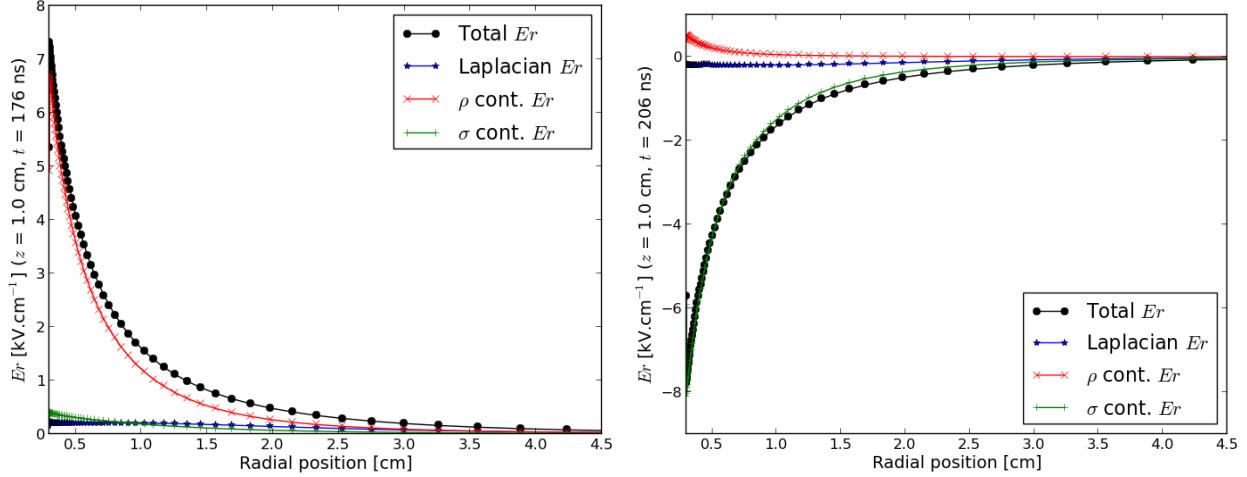 Er [kV.cm⁻¹] (z = 1.0 cm, t = 176 ns)
8
7
6
5
4
3
2
1
0
Total Er
Laplacian Er
ρ cont. Er
σ cont. Er
0.5 1.0 1.5 2.0 2.5 3.0 3.5 4.0 4.5
Radial position [cm]
Er [kV.cm⁻¹] (z = 1.0 cm, t = 206 ns)
0
−2
−4
−6
−8
Total Er
Laplacian Er
ρ cont. Er
σ cont. Er
0.5 1.0 1.5 2.0 2.5 3.0 3.5 4.0 4.5
Radial position [cm]